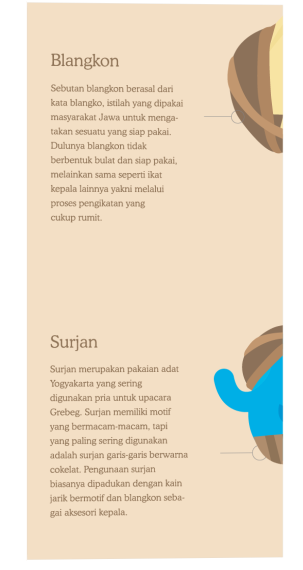 Blangkon
Sebutan blangkon berasal dari
kata blangko, istilah yang dipakai
masyarakat Jawa untuk menga-
takan sesuatu yang siap pakai.
Dulunya blangkon tidak
berbentuk bulat dan siap pakai,
melainkan sama seperti ikat
kepala lainnya yakni melalui
proses pengikatan yang
cukup rumit.
Surjan
Surjan merupakan pakaian adat
Yogyakarta yang sering
digunakan pria untuk upacara
Grebeg. Surjan memiliki motif
yang bermacam-macam, tapi
yang paling sering digunakan
adalah surjan garis-garis berwarna
cokelat. Pengunaan surjan
biasanya dipadukan dengan kain
jarik bermotif dan blangkon seba-
gai aksesori kepala.